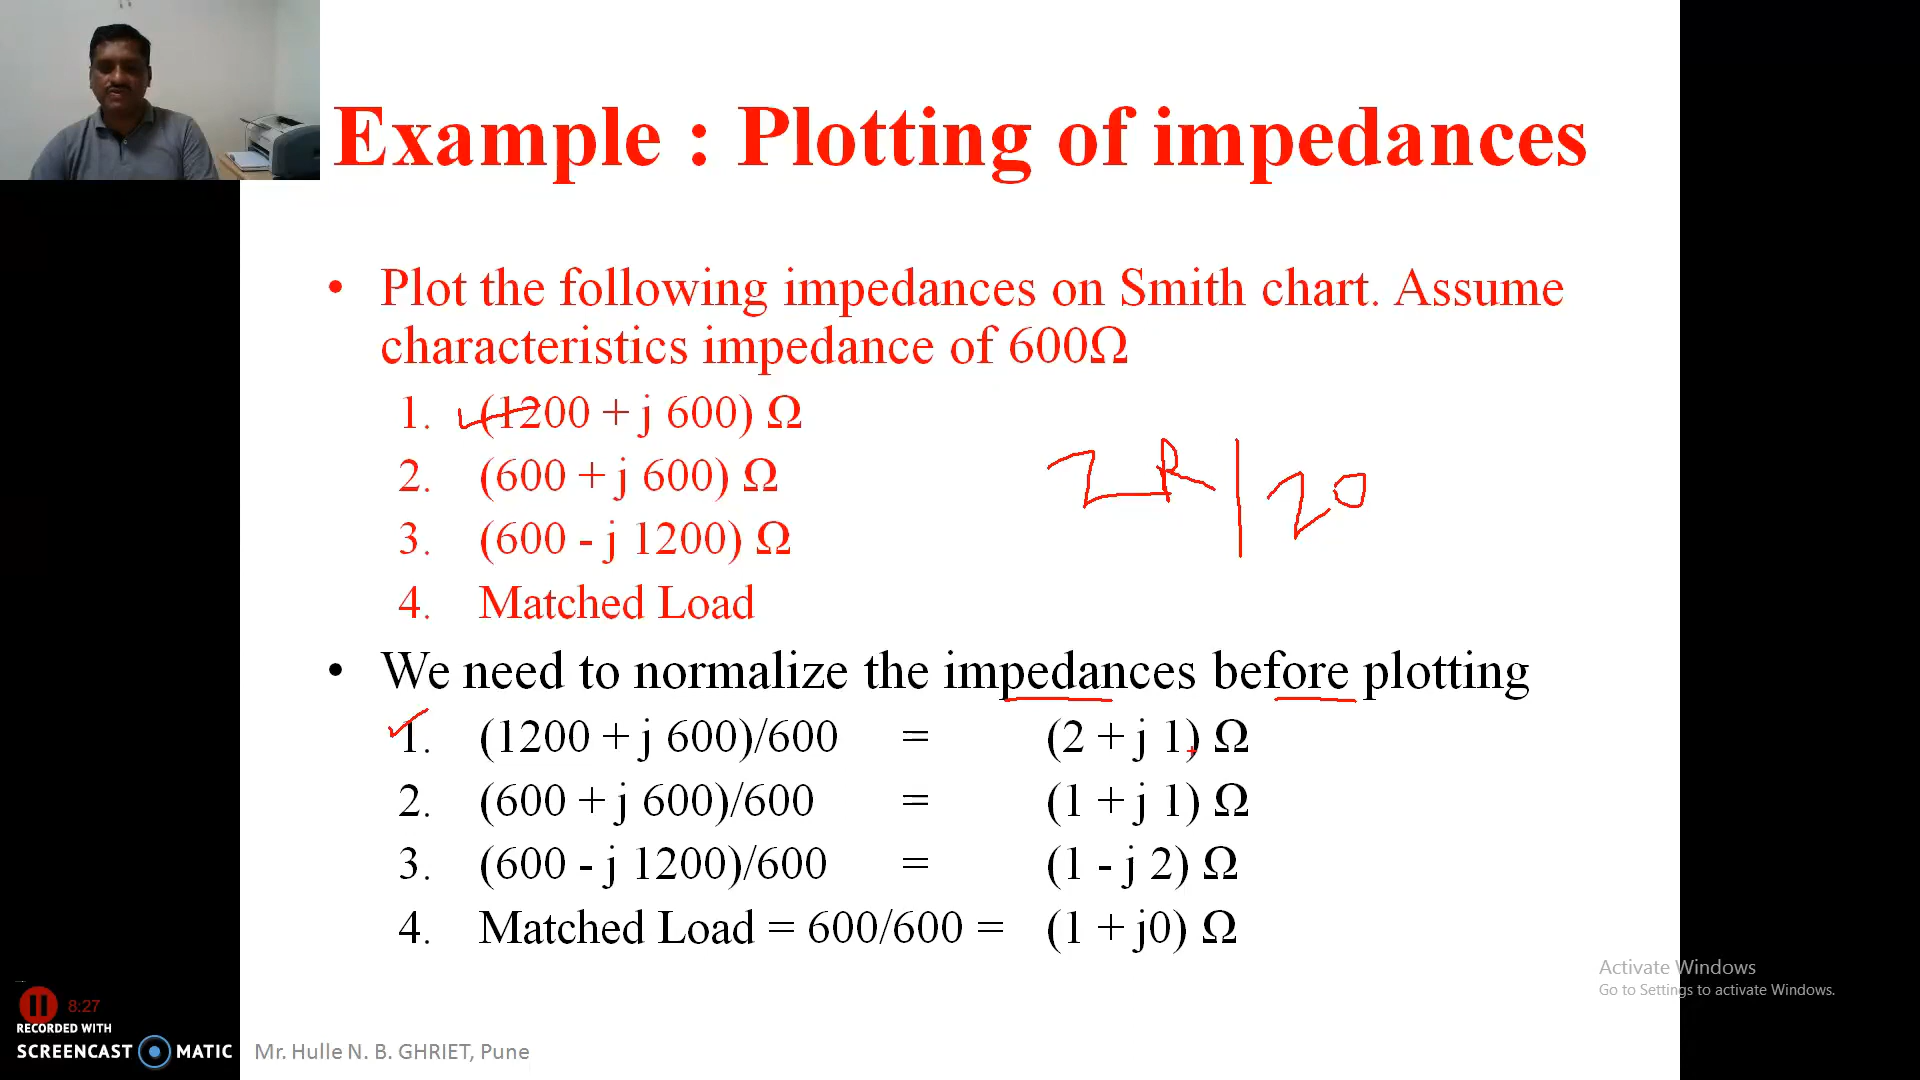 Example : Plotting of impedances
• Plot the following impedances on Smith chart. Assume
characteristics impedance of 600Ω
1. (1200 + j 600) Ω
2. (600 + j 600) Ω
3. (600 - j 1200) Ω
4. Matched Load
ZR/Z0
• We need to normalize the impedances before plotting
1. (1200 + j 600)/600 = (2 + j 1) Ω
2. (600 + j 600)/600 = (1 + j 1) Ω
3. (600 - j 1200)/600 = (1 - j 2) Ω
4. Matched Load = 600/600 = (1 + j0) Ω
Activate Windows
Go to Settings to activate Windows.
8:27
RECORDED WITH
SCREENCAST MATIC
Mr. Hulle N. B. GHRIET, Pune